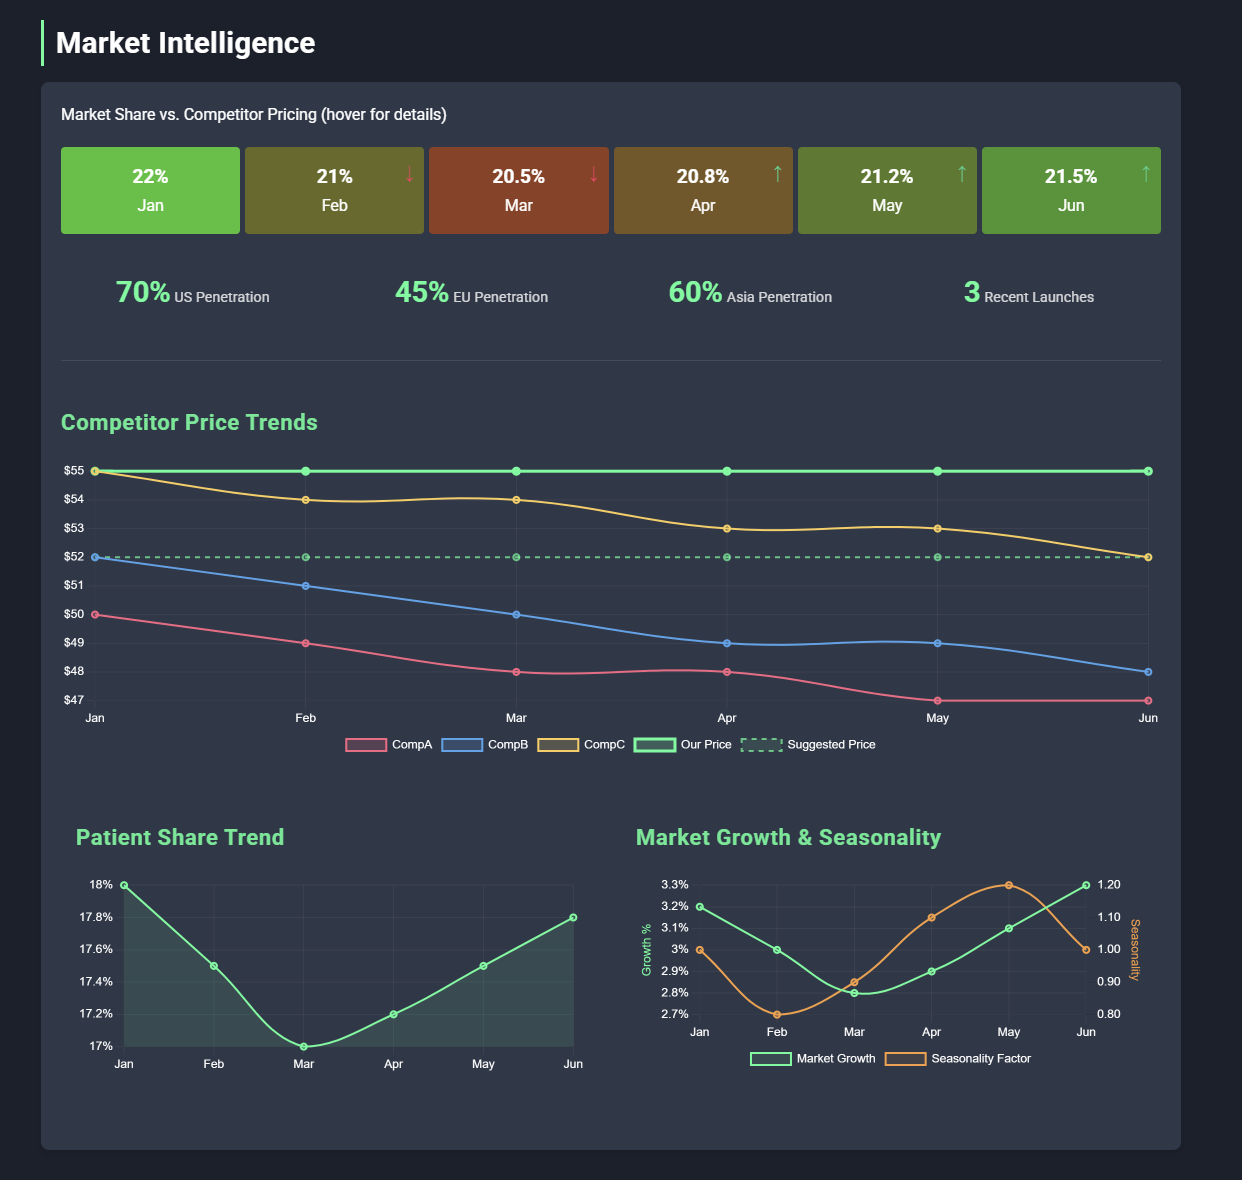 Market Intelligence
Market Share vs. Competitor Pricing (hover for details)
22%
Jan
21%
↓
Feb
20.5%
↓
Mar
20.8%
↑
Apr
21.2%
↑
May
21.5%
↑
Jun
70% US Penetration
45% EU Penetration
60% Asia Penetration
3 Recent Launches
Competitor Price Trends
$55
$54
$53
$52
$51
$50
$49
$48
$47
Jan Feb Mar Apr May Jun
CompA CompB CompC Our Price Suggested Price
Patient Share Trend
18%
17.8%
17.6%
17.4%
17.2%
17%
Jan Feb Mar Apr May Jun
Market Growth & Seasonality
Growth %
3.3%
3.2%
3.1%
3%
2.9%
2.8%
2.7%
1.20
1.10
1.00
0.90
0.80
Seasonality
Jan Feb Mar Apr May Jun
Market Growth Seasonality Factor